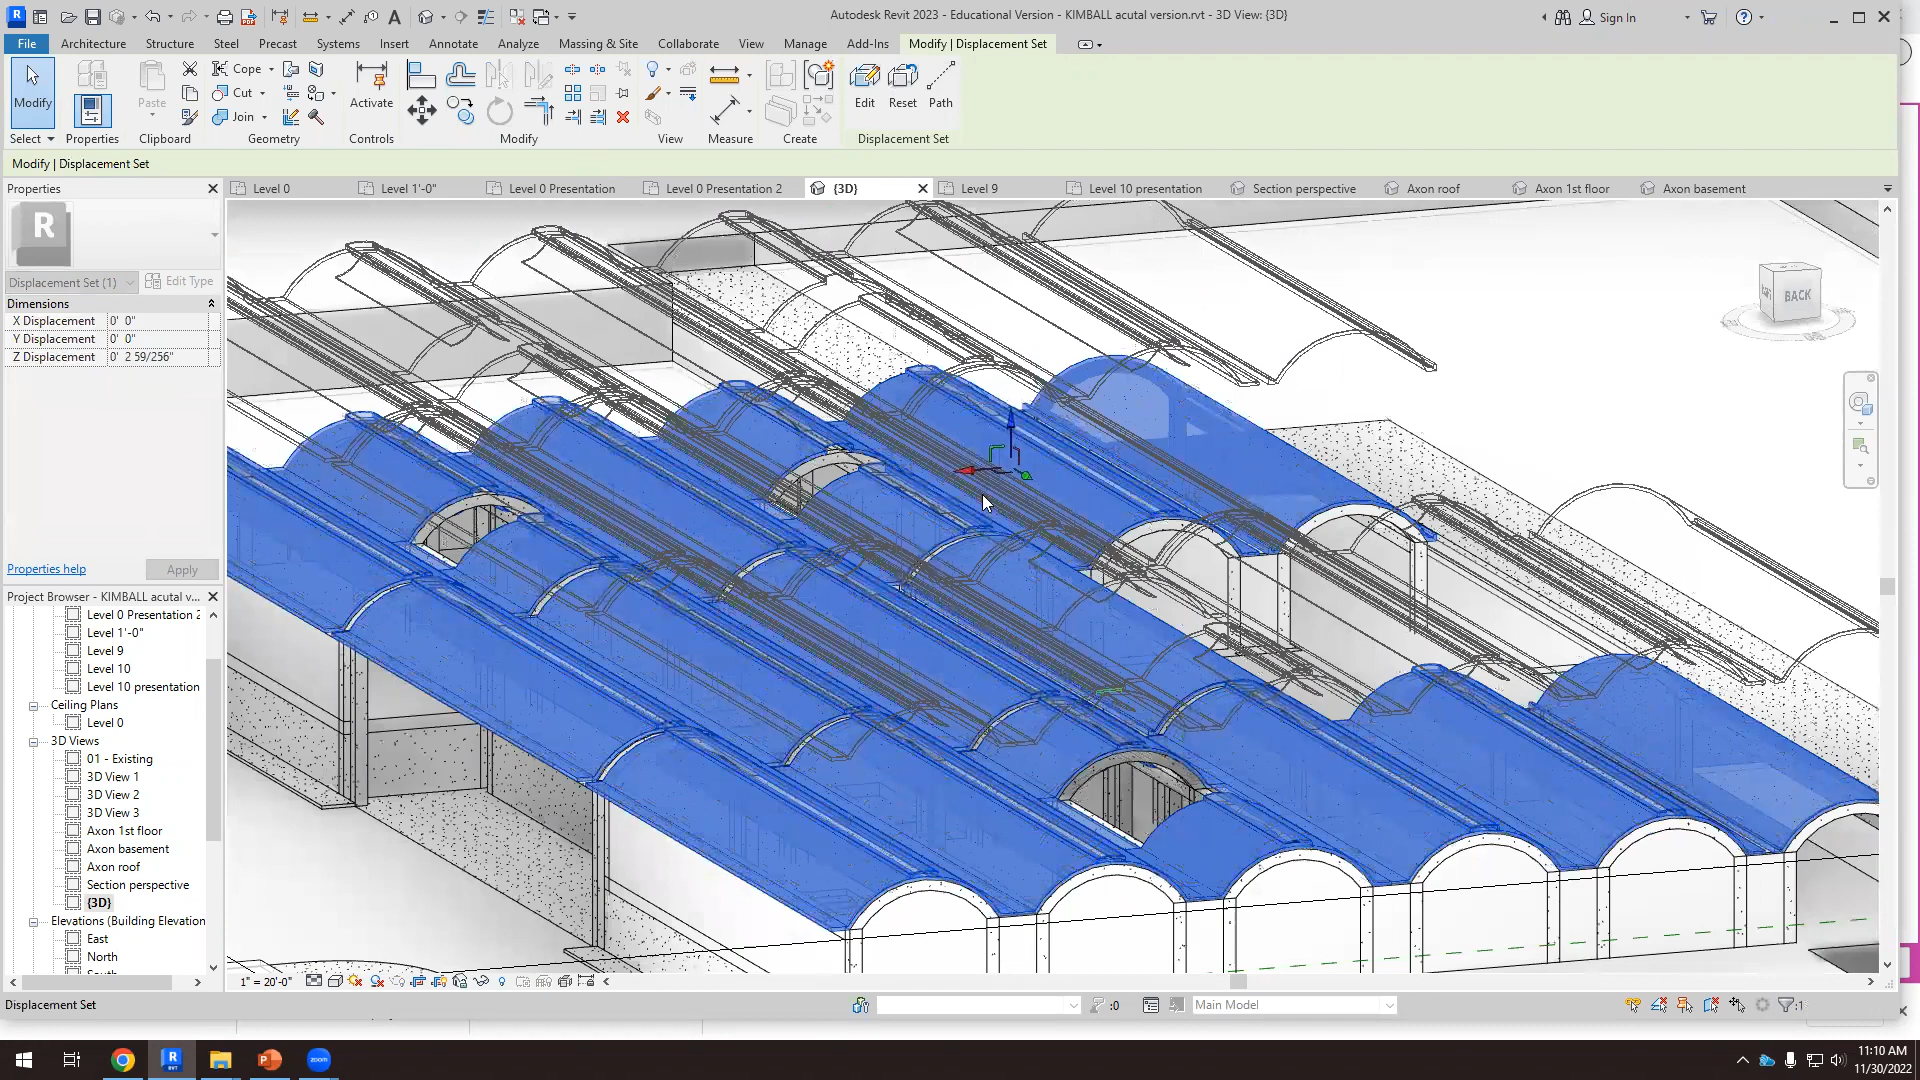 Autodesk Revit 2023 - Educational Version - KIMBALL acutal version.rvt - 3D View: {3D}
Sign In
File Architecture Structure Steel Precast Systems Insert Annotate Analyze Massing & Site Collaborate View Manage Add-Ins Modify | Displacement Set
Modify Paste Cope Cut Join Activate Edit Reset Path
Select Properties Clipboard Geometry Controls Modify View Measure Create Displacement Set
Modify | Displacement Set
Properties
Level 0 Level 1'-0" Level 0 Presentation Level 0 Presentation 2 {3D} Level 9 Level 10 presentation Section perspective Axon roof Axon 1st floor Axon basement
R
Displacement Set (1) Edit Type
Dimensions
X Displacement 0' 0"
Y Displacement 0' 0"
Z Displacement 0' 2 59/256"
BACK
Properties help Apply
Project Browser - KIMBALL acutal v...
Level 0 Presentation 2
Level 1'-0"
Level 9
Level 10
Level 10 presentation
Ceiling Plans
Level 0
3D Views
01 - Existing
3D View 1
3D View 2
3D View 3
Axon 1st floor
Axon basement
Axon roof
Section perspective
{3D}
Elevations (Building Elevation
East
North
1" = 20'-0"
Displacement Set :0 Main Model :1
zoom
11:10 AM
11/30/2022